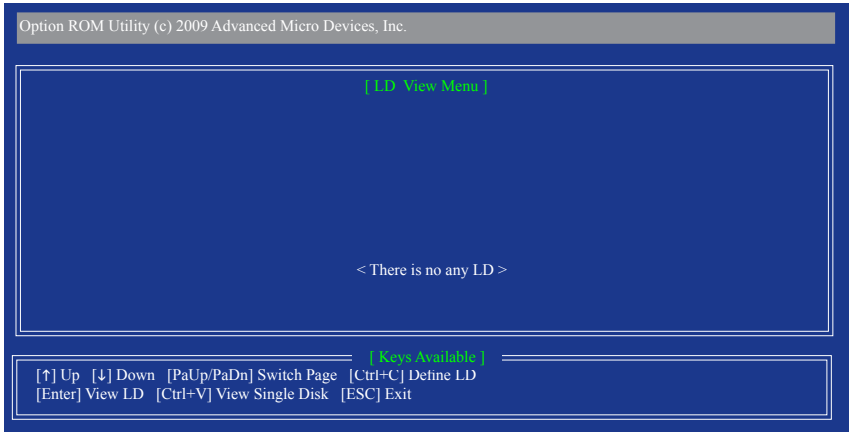 Option ROM Utility (c) 2009 Advanced Micro Devices, Inc.
[ LD View Menu ]
< There is no any LD >
[ Keys Available ]
[↑] Up [↓] Down [PaUp/PaDn] Switch Page [Ctrl+C] Define LD
[Enter] View LD [Ctrl+V] View Single Disk [ESC] Exit